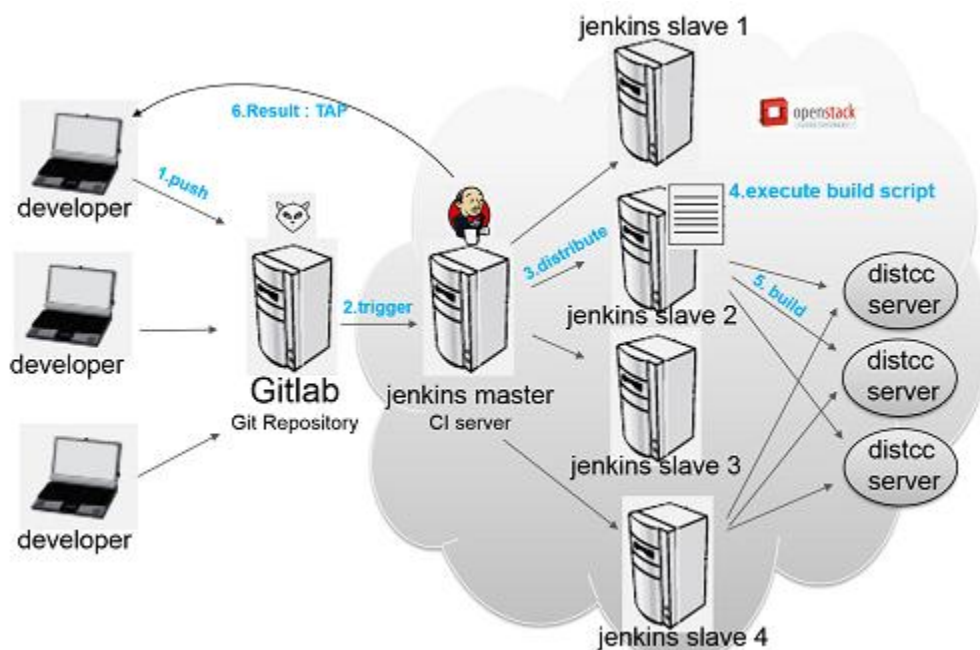 jenkins slave 1
6.Result : TAP
openstack
developer
1.push
4.execute build script
3.distribute
developer
2.trigger
jenkins slave 2
5. build
distcc
server
Gitlab
Git Repository
jenkins master
CI server
distcc
server
jenkins slave 3
distcc
server
developer
jenkins slave 4